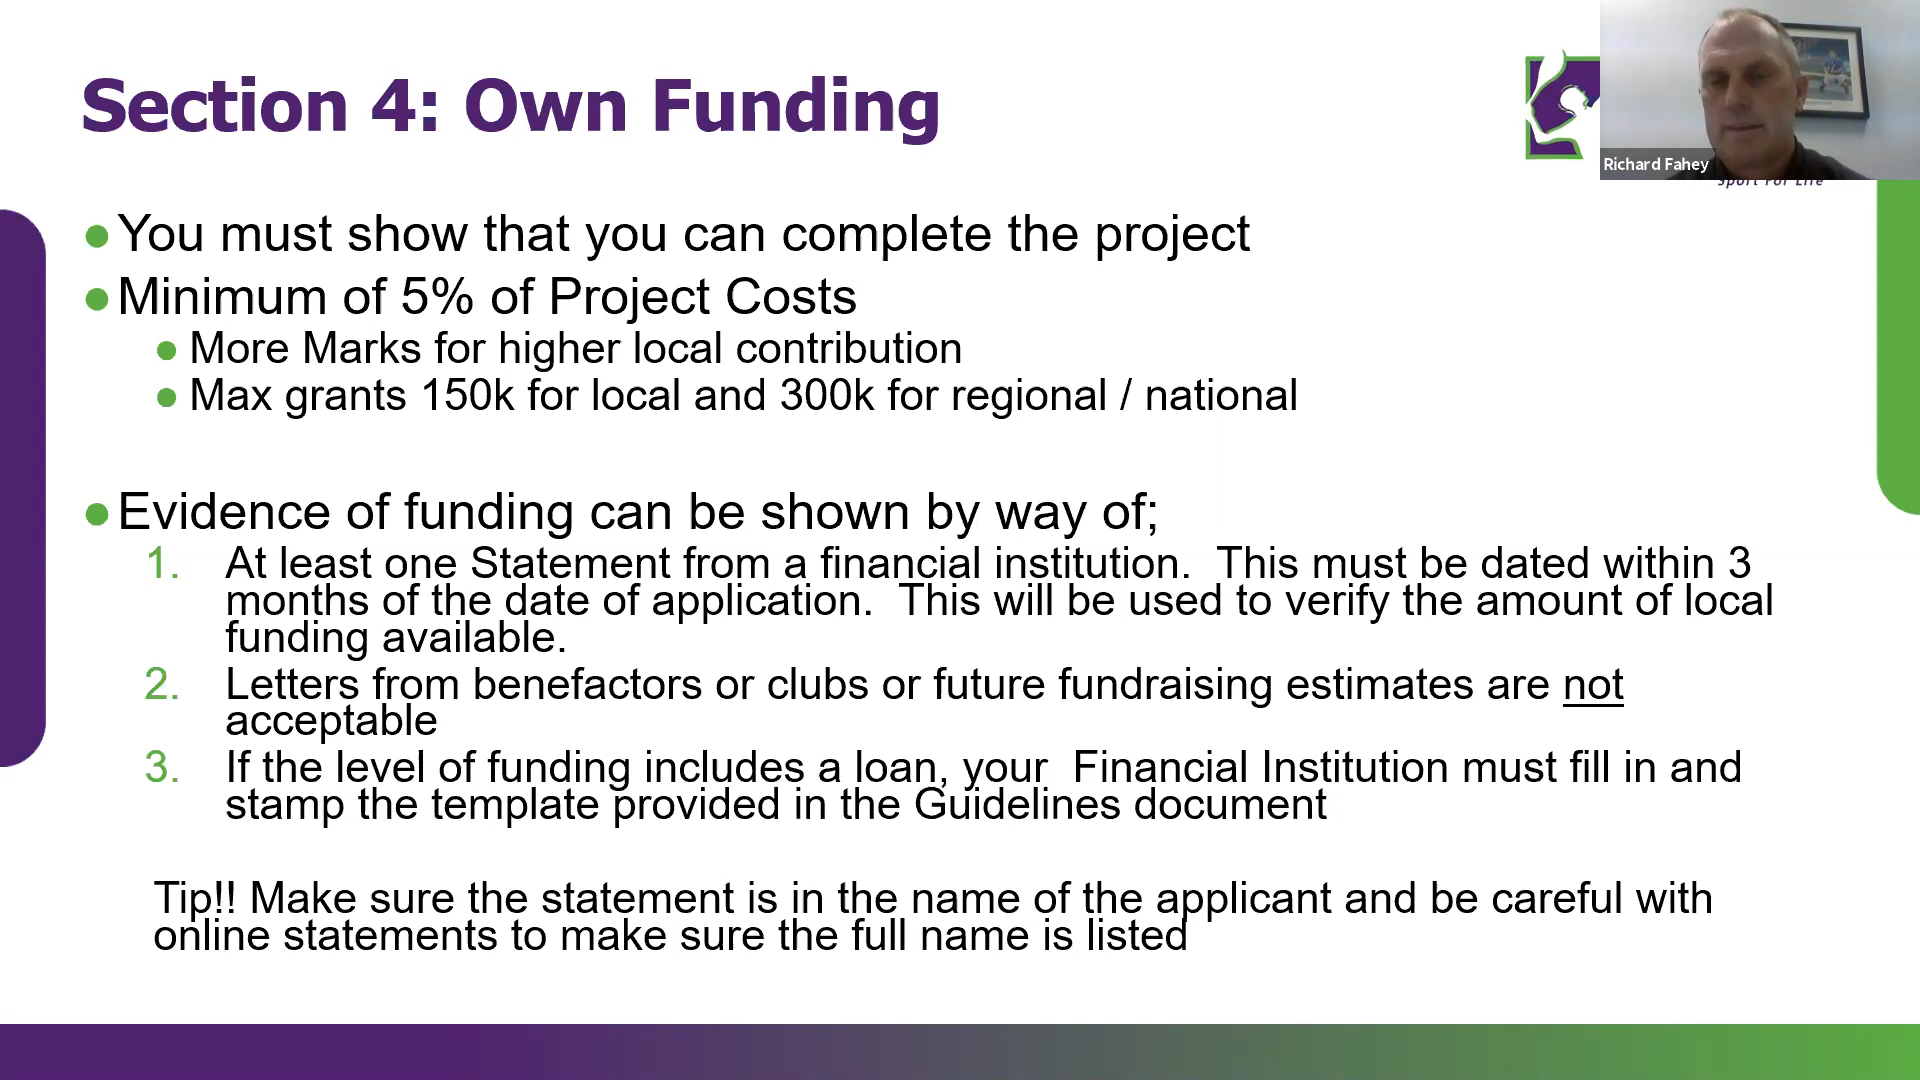 Section 4: Own Funding
Richard Fahey
Sport For Life
You must show that you can complete the project
Minimum of 5% of Project Costs
More Marks for higher local contribution
Max grants 150k for local and 300k for regional / national
Evidence of funding can be shown by way of;
1. At least one Statement from a financial institution. This must be dated within 3
months of the date of application. This will be used to verify the amount of local
funding available.
2. Letters from benefactors or clubs or future fundraising estimates are not
acceptable
3. If the level of funding includes a loan, your Financial Institution must fill in and
stamp the template provided in the Guidelines document
Tip!! Make sure the statement is in the name of the applicant and be careful with
online statements to make sure the full name is listed